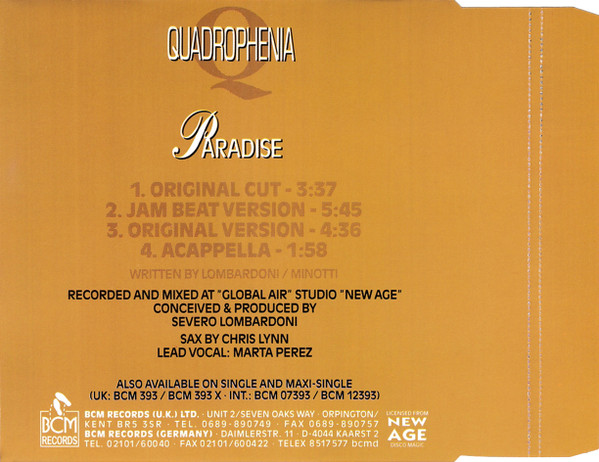 Q
QUADROPHENIA
PARADISE
1. ORIGINAL CUT - 3:37
2. JAM BEAT VERSION - 5:45
3. ORIGINAL VERSION - 4:36
4. ACAPPELLA - 1:58
WRITTEN BY LOMBARDONI / MINOTTI
RECORDED AND MIXED AT "GLOBAL AIR" STUDIO "NEW AGE"
CONCEIVED & PRODUCED BY
SEVERO LOMBARDONI
SAX BY CHRIS LYNN
LEAD VOCAL: MARTA PEREZ
ALSO AVAILABLE ON SINGLE AND MAXI-SINGLE
(UK: BCM 393 / BCM 393 X · INT.: BCM 07393 / BCM 12393)
BCM
RECORDS
BCM RECORDS (U.K.) LTD. · UNIT 2/SEVEN OAKS WAY · ORPINGTON/
KENT BR5 3SR · TEL. 0689-890749 · FAX 0689-890757
BCM RECORDS (GERMANY) · DAIMLERSTR. 11 · D-4044 KAARST 2
TEL. 02101/60040 · FAX 02101/600422 · TELEX 8517577 bcmd
LICENSED FROM
NEW
AGE
DISCO MAGIC